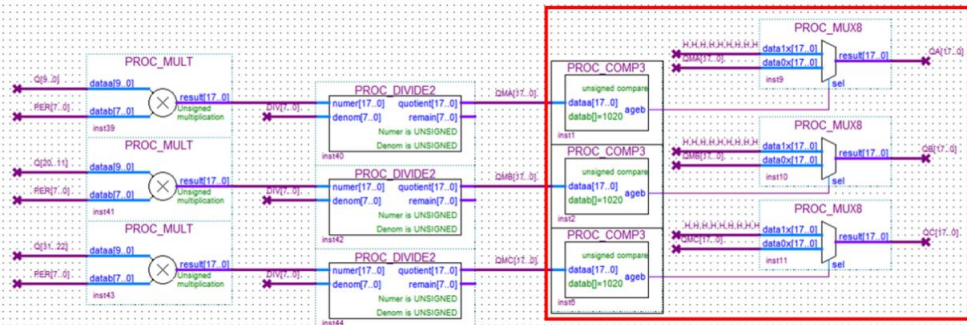 PROC_MULT
Q[9..0]
dataa[9..0]
result[17..0]
PER[7..0]
datab[7..0]
Unsigned
multiplication
inst39
PROC_DIVIDE2
numer[17..0] quotient[17..0]
DIV[7..0]
denom[7..0] remain[7..0]
Numer is UNSIGNED
Denom is UNSIGNED
inst40
QMA[17..0]
PROC_COMP3
unsigned compare
dataa[17..0]
ageb
datab[]=1020
inst1
PROC_MUX8
H,H,H,H,H,H,H,H
data1x[17..0]
QMA[17..0]
data0x[17..0]
result[17..0]
QA[17..0]
sel
inst9
PROC_MULT
Q[20..11]
dataa[9..0]
result[17..0]
PER[7..0]
datab[7..0]
Unsigned
multiplication
inst41
PROC_DIVIDE2
numer[17..0] quotient[17..0]
DIV[7..0]
denom[7..0] remain[7..0]
Numer is UNSIGNED
Denom is UNSIGNED
inst42
QMB[17..0]
PROC_COMP3
unsigned compare
dataa[17..0]
ageb
datab[]=1020
inst2
PROC_MUX8
H,H,H,H,H,H,H,H
data1x[17..0]
QMB[17..0]
data0x[17..0]
result[17..0]
QB[17..0]
sel
inst10
PROC_MULT
Q[31..22]
dataa[9..0]
result[17..0]
PER[7..0]
datab[7..0]
Unsigned
multiplication
inst43
PROC_DIVIDE2
numer[17..0] quotient[17..0]
DIV[7..0]
denom[7..0] remain[7..0]
Numer is UNSIGNED
Denom is UNSIGNED
inst44
QMC[17..0]
PROC_COMP3
unsigned compare
dataa[17..0]
ageb
datab[]=1020
PROC_MUX8
H,H,H,H,H,H,H,H
data1x[17..0]
QMC[17..0]
data0x[17..0]
result[17..0]
QC[17..0]
sel
inst11